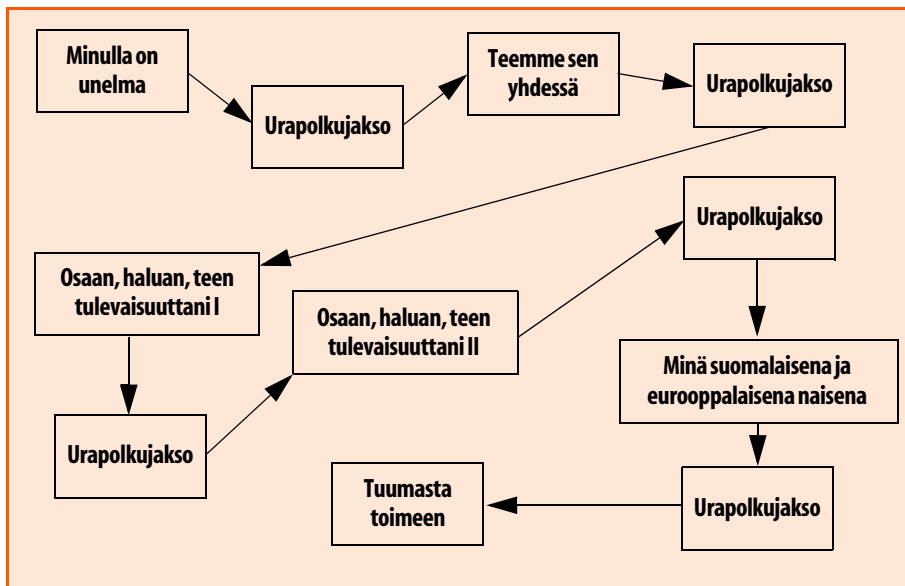 Minulla on
unelma
Urapolkujakso
Teemme sen
yhdessä
Urapolkujakso
Osaan, haluan, teen
tulevaisuuttani I
Urapolkujakso
Osaan, haluan, teen
tulevaisuuttani II
Urapolkujakso
Minä suomalaisena ja
eurooppalaisena naisena
Urapolkujakso
Tuumasta
toimeen